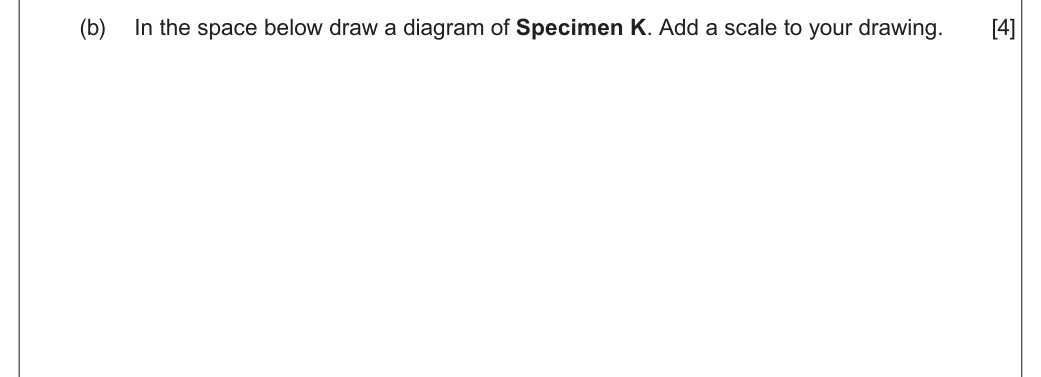 (b) In the space below draw a diagram of Specimen K. Add a scale to your drawing. [4]